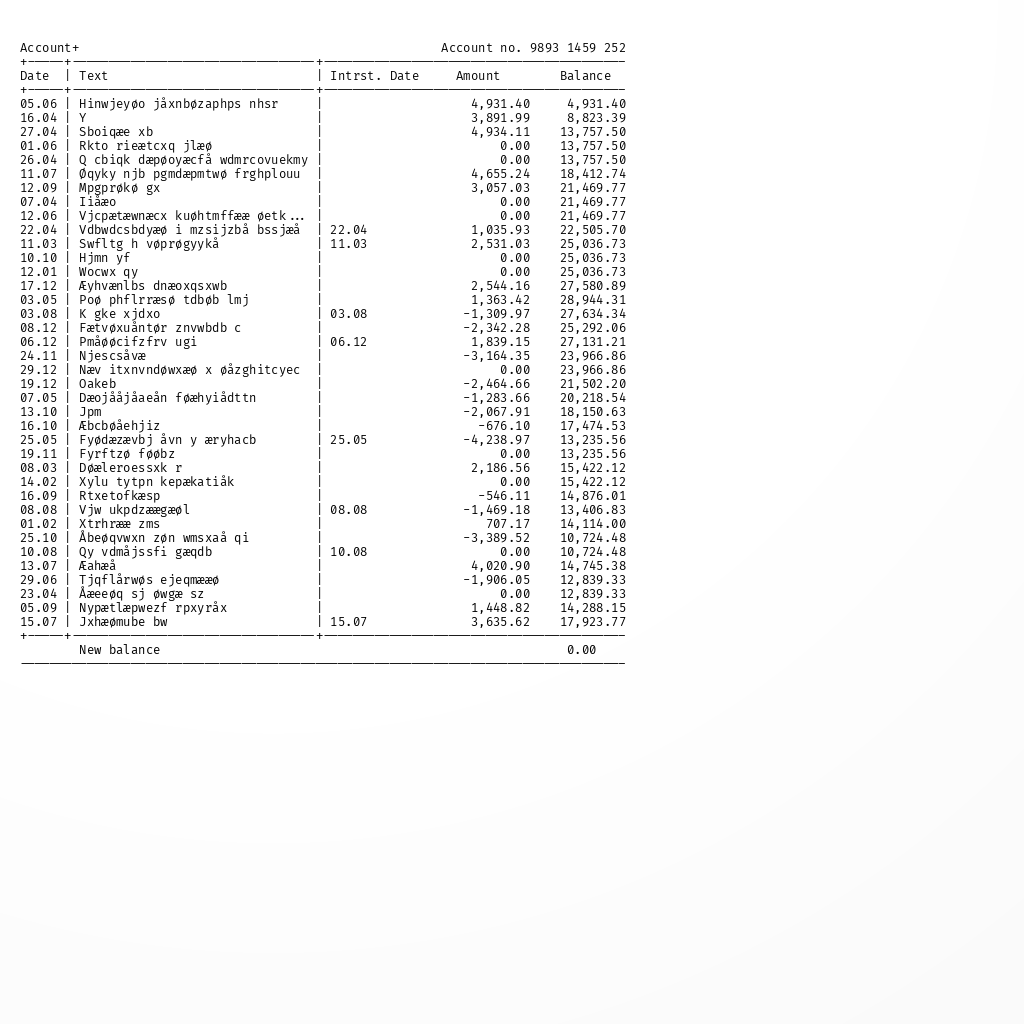 Account+ Account no. 9893 1459 252
Date | Text | Intrst. Date Amount Balance
05.06 | Hinwjeyøo jåxnbøzaphps nhsr | 4,931.40 4,931.40
16.04 | Y | 3,891.99 8,823.39
27.04 | Sboiqæe xb | 4,934.11 13,757.50
01.06 | Rkto rieætcxq jlæø | 0.00 13,757.50
26.04 | Q cbiqk dæpøoyæcfå wdmrcovuekmy | 0.00 13,757.50
11.07 | Øqyky njb pgmdæpmtwø frghplouu | 4,655.24 18,412.74
12.09 | Mpgprøkø gx | 3,057.03 21,469.77
07.04 | Iiåæo | 0.00 21,469.77
12.06 | Vjcpætæwnæcx kuøhtmffææ øetk... | 0.00 21,469.77
22.04 | Vdbwdcsbdyæø i mzsijzbå bssjæå | 22.04 1,035.93 22,505.70
11.03 | Swfltg h vøprøgyykå | 11.03 2,531.03 25,036.73
10.10 | Hjmn yf | 0.00 25,036.73
12.01 | Wocwx qy | 0.00 25,036.73
17.12 | Æyhvænlbs dnæoxqsxwb | 2,544.16 27,580.89
03.05 | Poø phflrræsø tdbøb lmj | 1,363.42 28,944.31
03.08 | K gke xjdxo | 03.08 -1,309.97 27,634.34
08.12 | Fætvøxuåntør znvwbdb c | -2,342.28 25,292.06
06.12 | Pmåøøcifzfrv ugi | 06.12 1,839.15 27,131.21
24.11 | Njescsåvæ | -3,164.35 23,966.86
29.12 | Næv itxnvndøwxæø x øåzghitcyec | 0.00 23,966.86
19.12 | Oakeb | -2,464.66 21,502.20
07.05 | Dæojååjåaeån føæhyiådttn | -1,283.66 20,218.54
13.10 | Jpm | -2,067.91 18,150.63
16.10 | Æbcbøåehjiz | -676.10 17,474.53
25.05 | Fyødæzævbj åvn y æryhacb | 25.05 -4,238.97 13,235.56
19.11 | Fyrftzø føøbz | 0.00 13,235.56
08.03 | Døæleroessxk r | 2,186.56 15,422.12
14.02 | Xylu tytpn kepækatiåk | 0.00 15,422.12
16.09 | Rtxetofkæsp | -546.11 14,876.01
08.08 | Vjw ukpdzæægæøl | 08.08 -1,469.18 13,406.83
01.02 | Xtrhrææ zms | 707.17 14,114.00
25.10 | Åbeøqvwxn zøn wmsxaå qi | -3,389.52 10,724.48
10.08 | Qy vdmåjssfi gæqdb | 10.08 0.00 10,724.48
13.07 | Æahæå | 4,020.90 14,745.38
29.06 | Tjqflårwøs ejeqmææø | -1,906.05 12,839.33
23.04 | Åæeeøq sj øwgæ sz | 0.00 12,839.33
05.09 | Nypætlæpwezf rpxyråx | 1,448.82 14,288.15
15.07 | Jxhæømube bw | 15.07 3,635.62 17,923.77
New balance 0.00